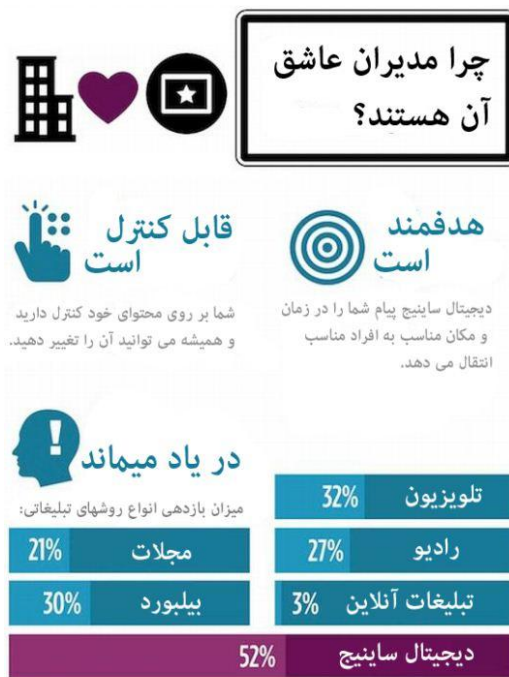 چرا مدیران عاشق
آن هستند؟
هدفمند
است
دیجیتال ساینیج پیام شما را در زمان
و مکان مناسب به افراد مناسب
انتقال می دهد.
قابل کنترل
است
شما بر روی محتوای خود کنترل دارید
و همیشه می توانید آن را تغییر دهید.
در یاد میماند
میزان بازدهی انواع روشهای تبلیغاتی:
تلویزیون 32%
رادیو 27%
مجلات 21%
تبلیغات آنلاین 3%
بیلبورد 30%
دیجیتال ساینیج 52%